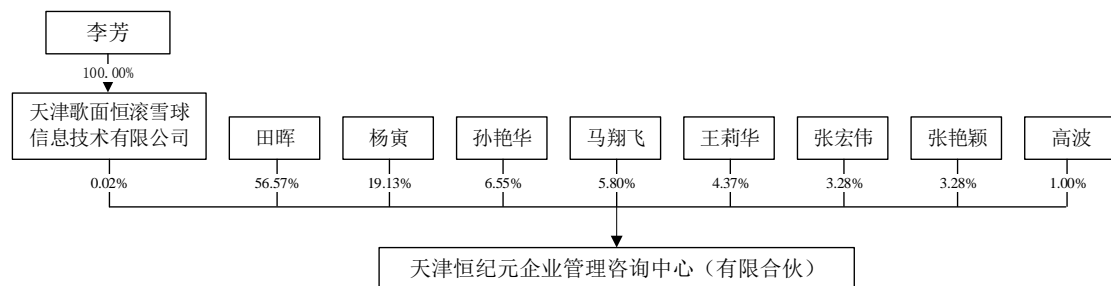 李芳
100.00%
天津歌面恒滚雪球
信息技术有限公司
田晖
杨寅
孙艳华
马翔飞
王莉华
张宏伟
张艳颖
高波
0.02%
56.57%
19.13%
6.55%
5.80%
4.37%
3.28%
3.28%
1.00%
天津恒纪元企业管理咨询中心（有限合伙）